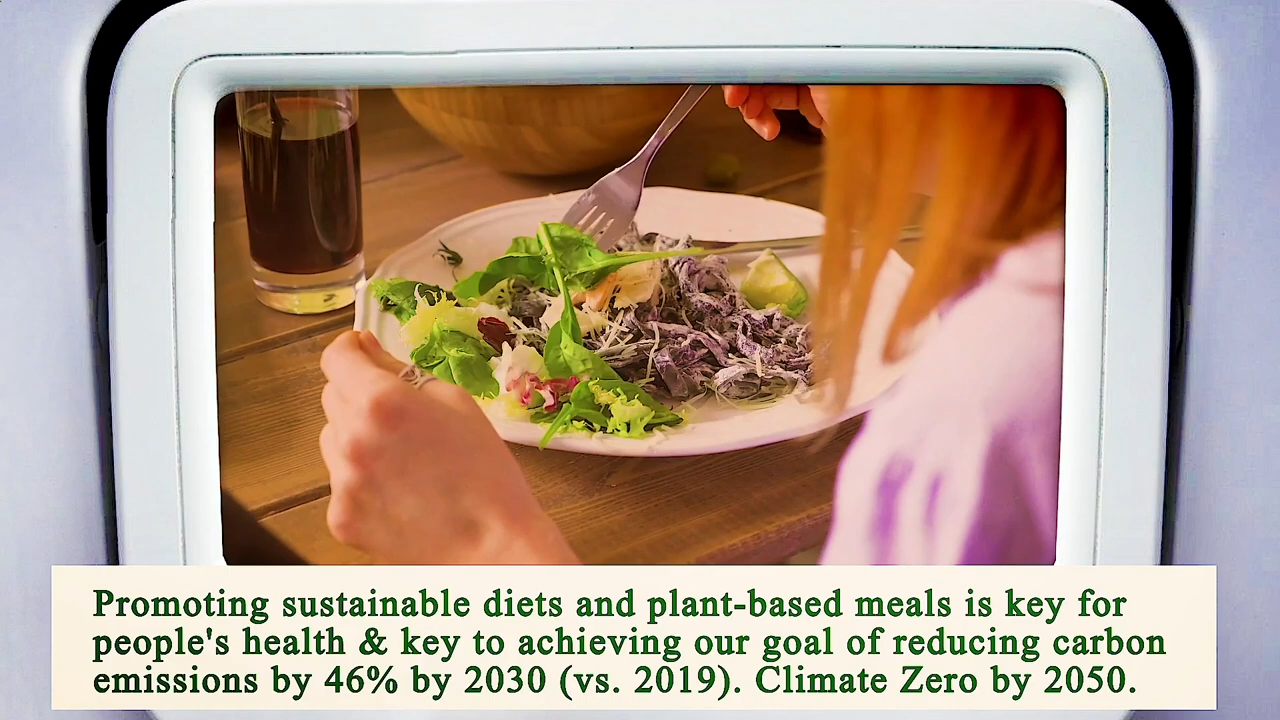 Promoting sustainable diets and plant-based meals is key for
people's health & key to achieving our goal of reducing carbon
emissions by 46% by 2030 (vs. 2019). Climate Zero by 2050.